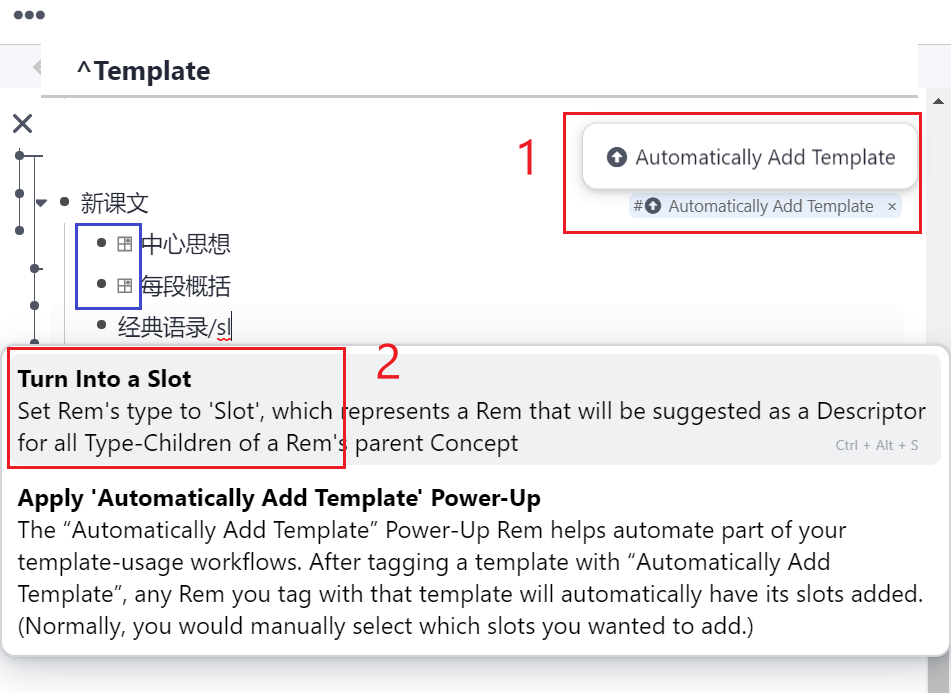 ^Template
1
Automatically Add Template
# Automatically Add Template ×
新课文
中心思想
每段概括
经典语录/sl
2
Turn Into a Slot
Set Rem's type to 'Slot', which represents a Rem that will be suggested as a Descriptor
for all Type-Children of a Rem's parent Concept
Ctrl + Alt + S
Apply 'Automatically Add Template' Power-Up
The “Automatically Add Template” Power-Up Rem helps automate part of your
template-usage workflows. After tagging a template with “Automatically Add
Template”, any Rem you tag with that template will automatically have its slots added.
(Normally, you would manually select which slots you wanted to add.)